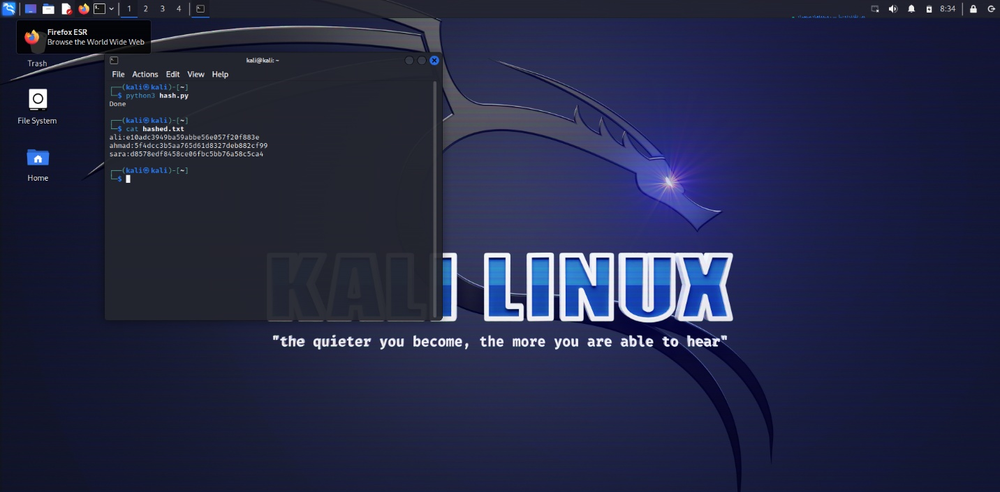 1 2 3 4
8:34
Firefox ESR
Browse the World Wide Web
Trash
File System
Home
kali@kali: ~
File Actions Edit View Help
┌──(kali㉿kali)-[~]
└─$ python3 hash.py
Done
┌──(kali㉿kali)-[~]
└─$ cat hashed.txt
ali:e10adc3949ba59abbe56e057f20f883e
ahmad:5f4dcc3b5aa765d61d8327deb882cf99
sara:d8578edf8458ce06fbc5bb76a58c5ca4
┌──(kali㉿kali)-[~]
└─$
KALI LINUX
"the quieter you become, the more you are able to hear"